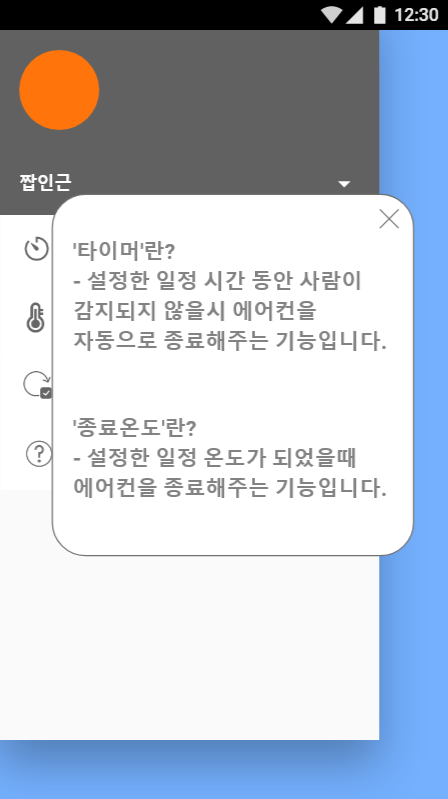 12:30
짭인근
'타이머'란?
- 설정한 일정 시간 동안 사람이
감지되지 않을시 에어컨을
자동으로 종료해주는 기능입니다.
'종료온도'란?
- 설정한 일정 온도가 되었을때
에어컨을 종료해주는 기능입니다.